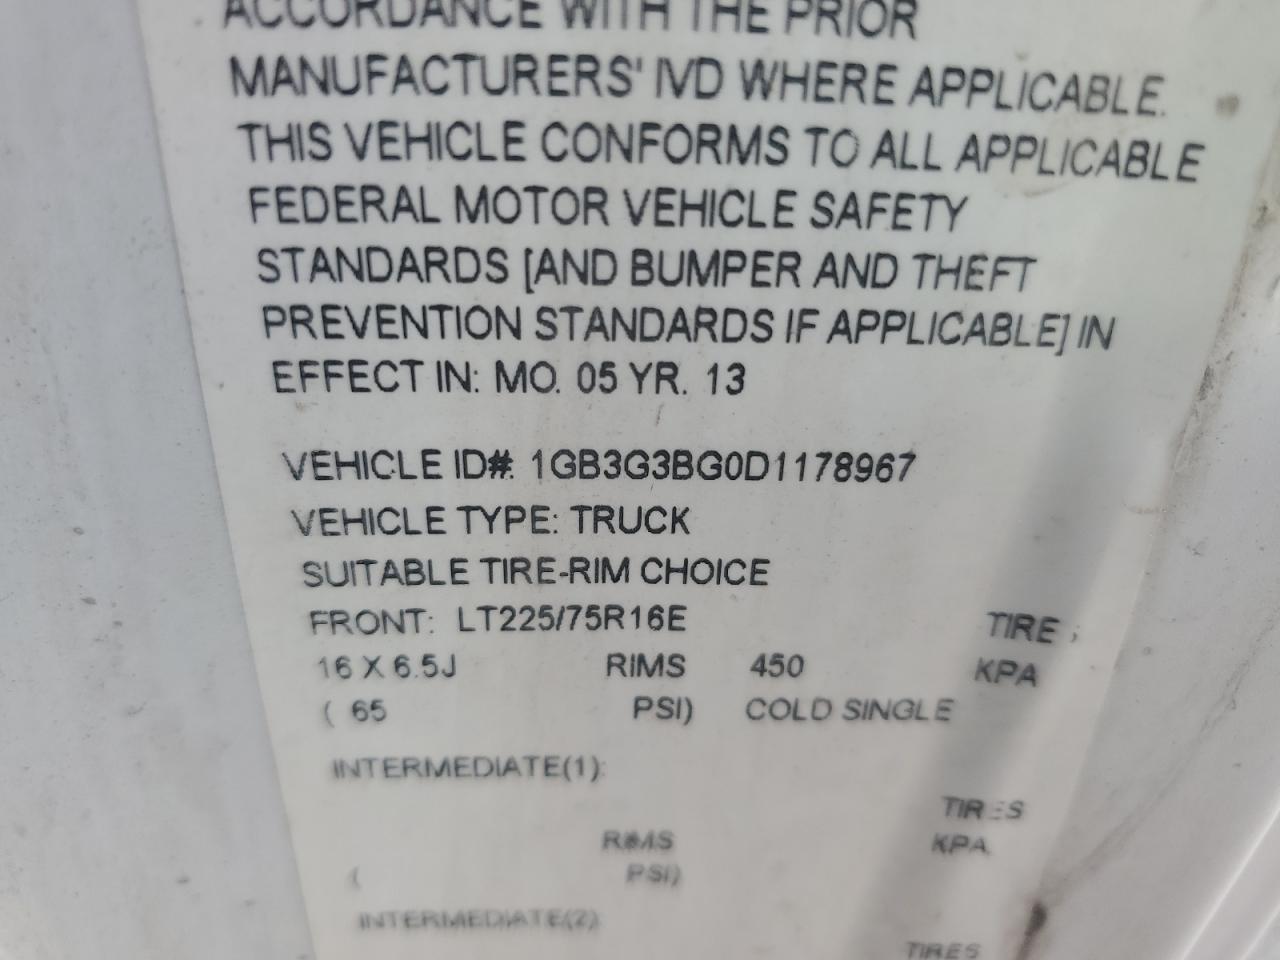 ACCORDANCE WITH THE PRIOR
MANUFACTURERS' IVD WHERE APPLICABLE.
THIS VEHICLE CONFORMS TO ALL APPLICABLE
FEDERAL MOTOR VEHICLE SAFETY
STANDARDS [AND BUMPER AND THEFT
PREVENTION STANDARDS IF APPLICABLE] IN
EFFECT IN: MO. 05 YR. 13
VEHICLE ID#: 1GB3G3BG0D1178967
VEHICLE TYPE: TRUCK
SUITABLE TIRE-RIM CHOICE
FRONT: LT225/75R16E TIRES
16 X 6.5J RIMS 450 KPA
( 65 PSI) COLD SINGLE
INTERMEDIATE(1):
TIRES
RIMS KPA
( PSI)
INTERMEDIATE(2):
TIRES